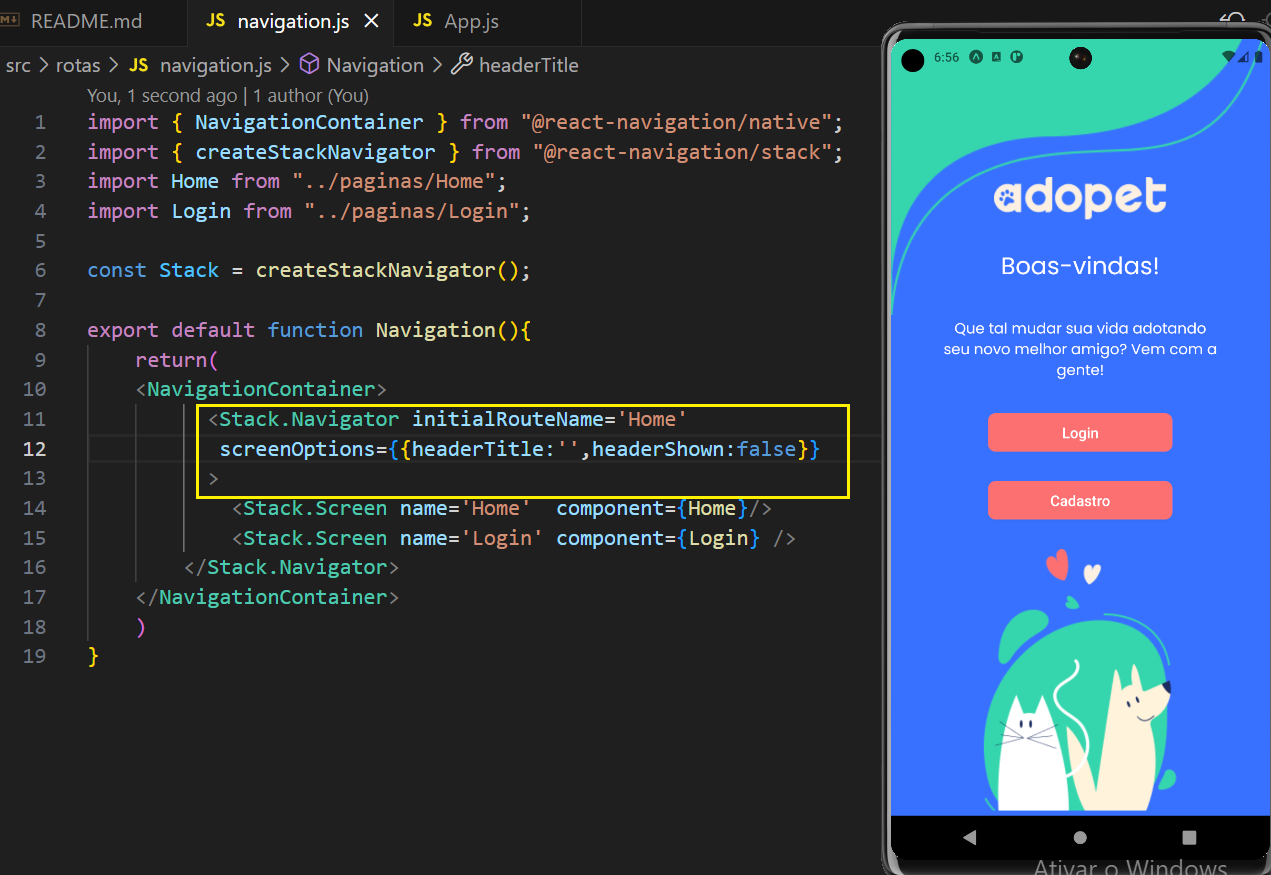 README.md
JS navigation.js
JS App.js
src > rotas > JS navigation.js > Navigation > headerTitle
You, 1 second ago | 1 author (You)
1 import { NavigationContainer } from "@react-navigation/native";
2 import { createStackNavigator } from "@react-navigation/stack";
3 import Home from "../paginas/Home";
4 import Login from "../paginas/Login";
5
6 const Stack = createStackNavigator();
7
8 export default function Navigation(){
9 return(
10 <NavigationContainer>
11 <Stack.Navigator initialRouteName='Home'
12 screenOptions={{headerTitle:'',headerShown:false}}
13 >
14 <Stack.Screen name='Home'  component={Home}/>
15 <Stack.Screen name='Login' component={Login} />
16 </Stack.Navigator>
17 </NavigationContainer>
18 )
19 }
6:56
adopet
Boas-vindas!
Que tal mudar sua vida adotando
seu novo melhor amigo? Vem com a
gente!
Login
Cadastro
Ativar o Windows